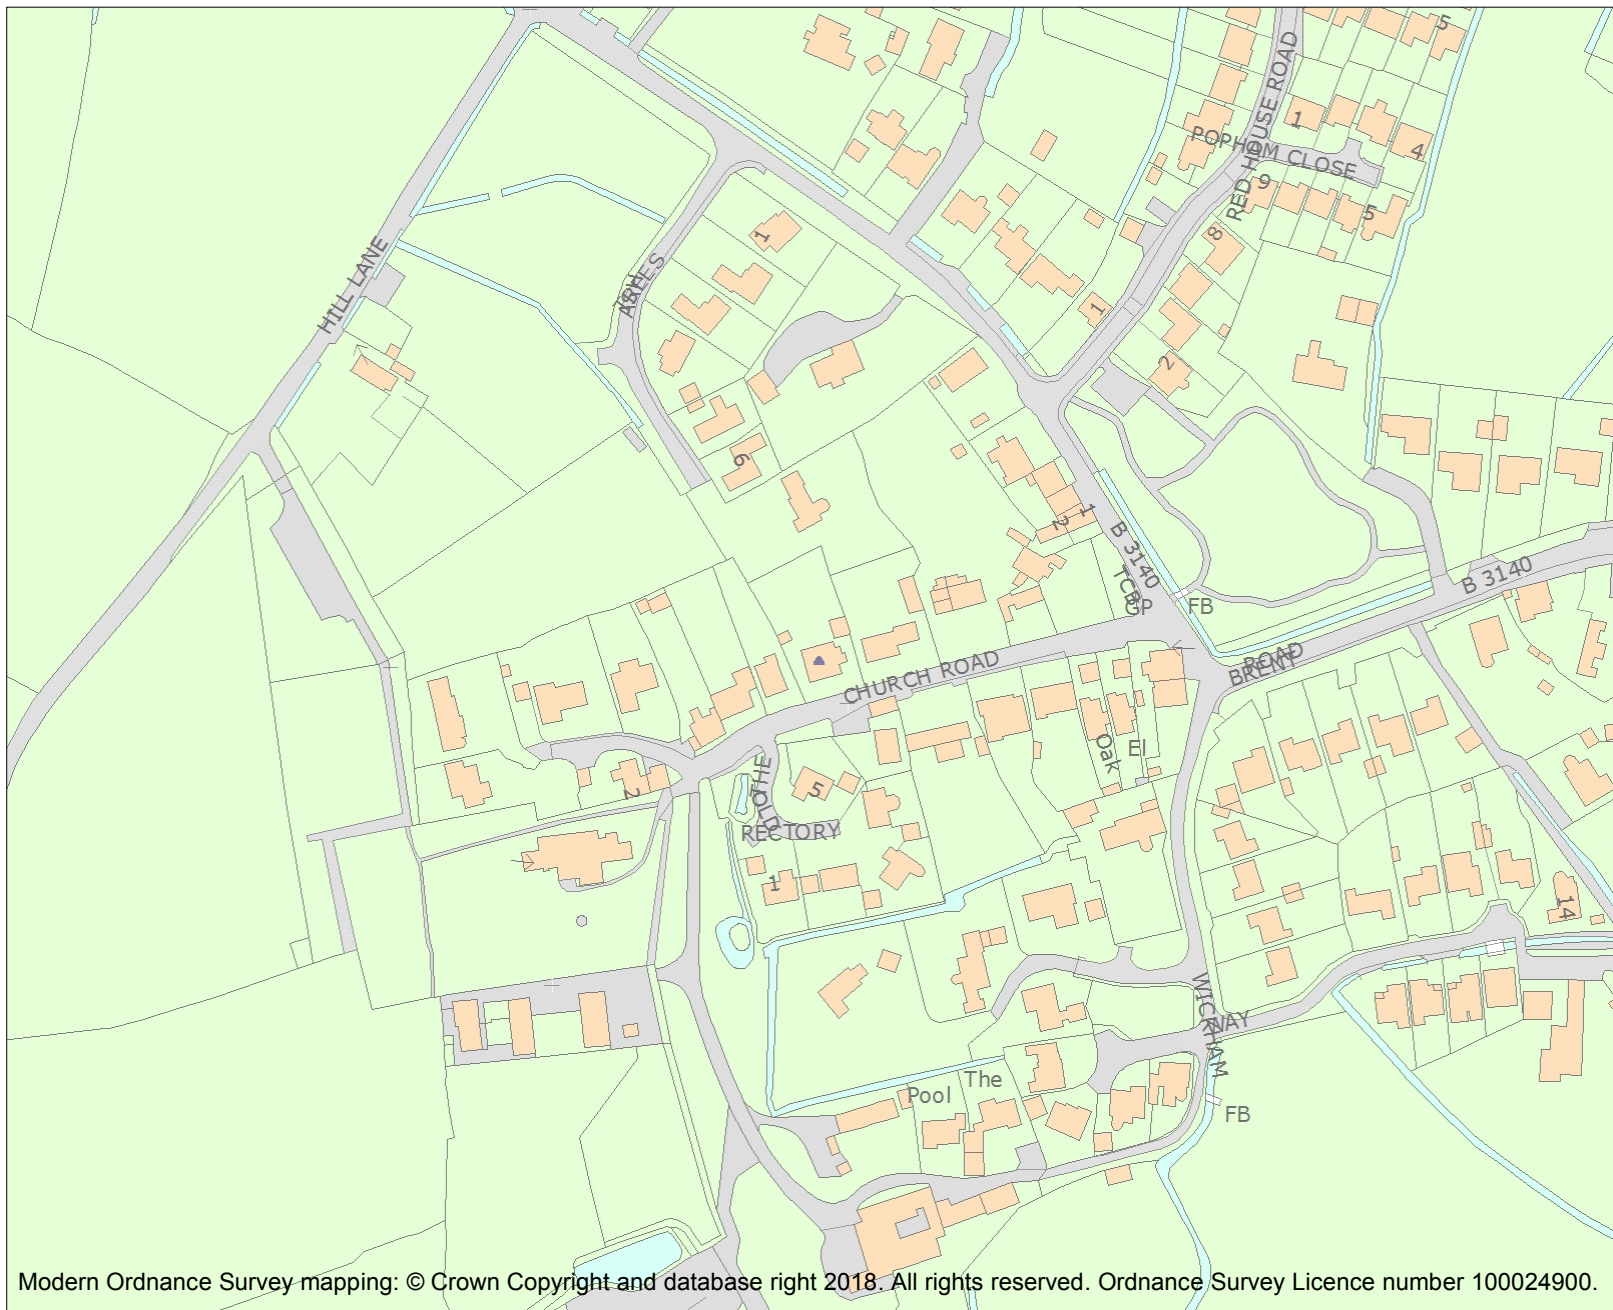 5
RED HOUSE ROAD
1
POPHAM CLOSE
4
9
5
8
1
HILL LANE
ASH
TREES
1
2
6
1
2
B 3140
TCB
GP
FB
B 3140
CHURCH ROAD
BRENT
ROAD
Oak
El
2
THE
OLD
RECTORY
5
1
14
WICKHAM
WAY
The
Pool
FB
Modern Ordnance Survey mapping: © Crown Copyright and database right 2018. All rights reserved. Ordnance Survey Licence number 100024900.